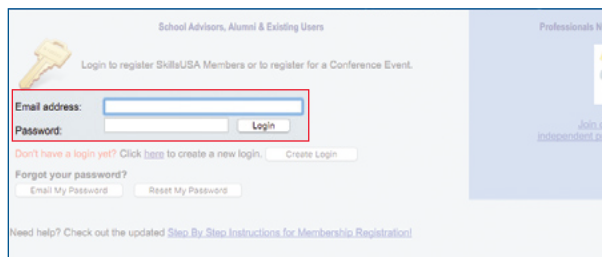 School Advisors, Alumni & Existing Users
Professionals N
Login to register SkillsUSA Members or to register for a Conference Event.
Email address:
Password: Login
Join
independent p
Don't have a login yet? Click here to create a new login. Create Login
Forgot your password?
Email My Password Reset My Password
Need help? Check out the updated Step By Step Instructions for Membership Registration!